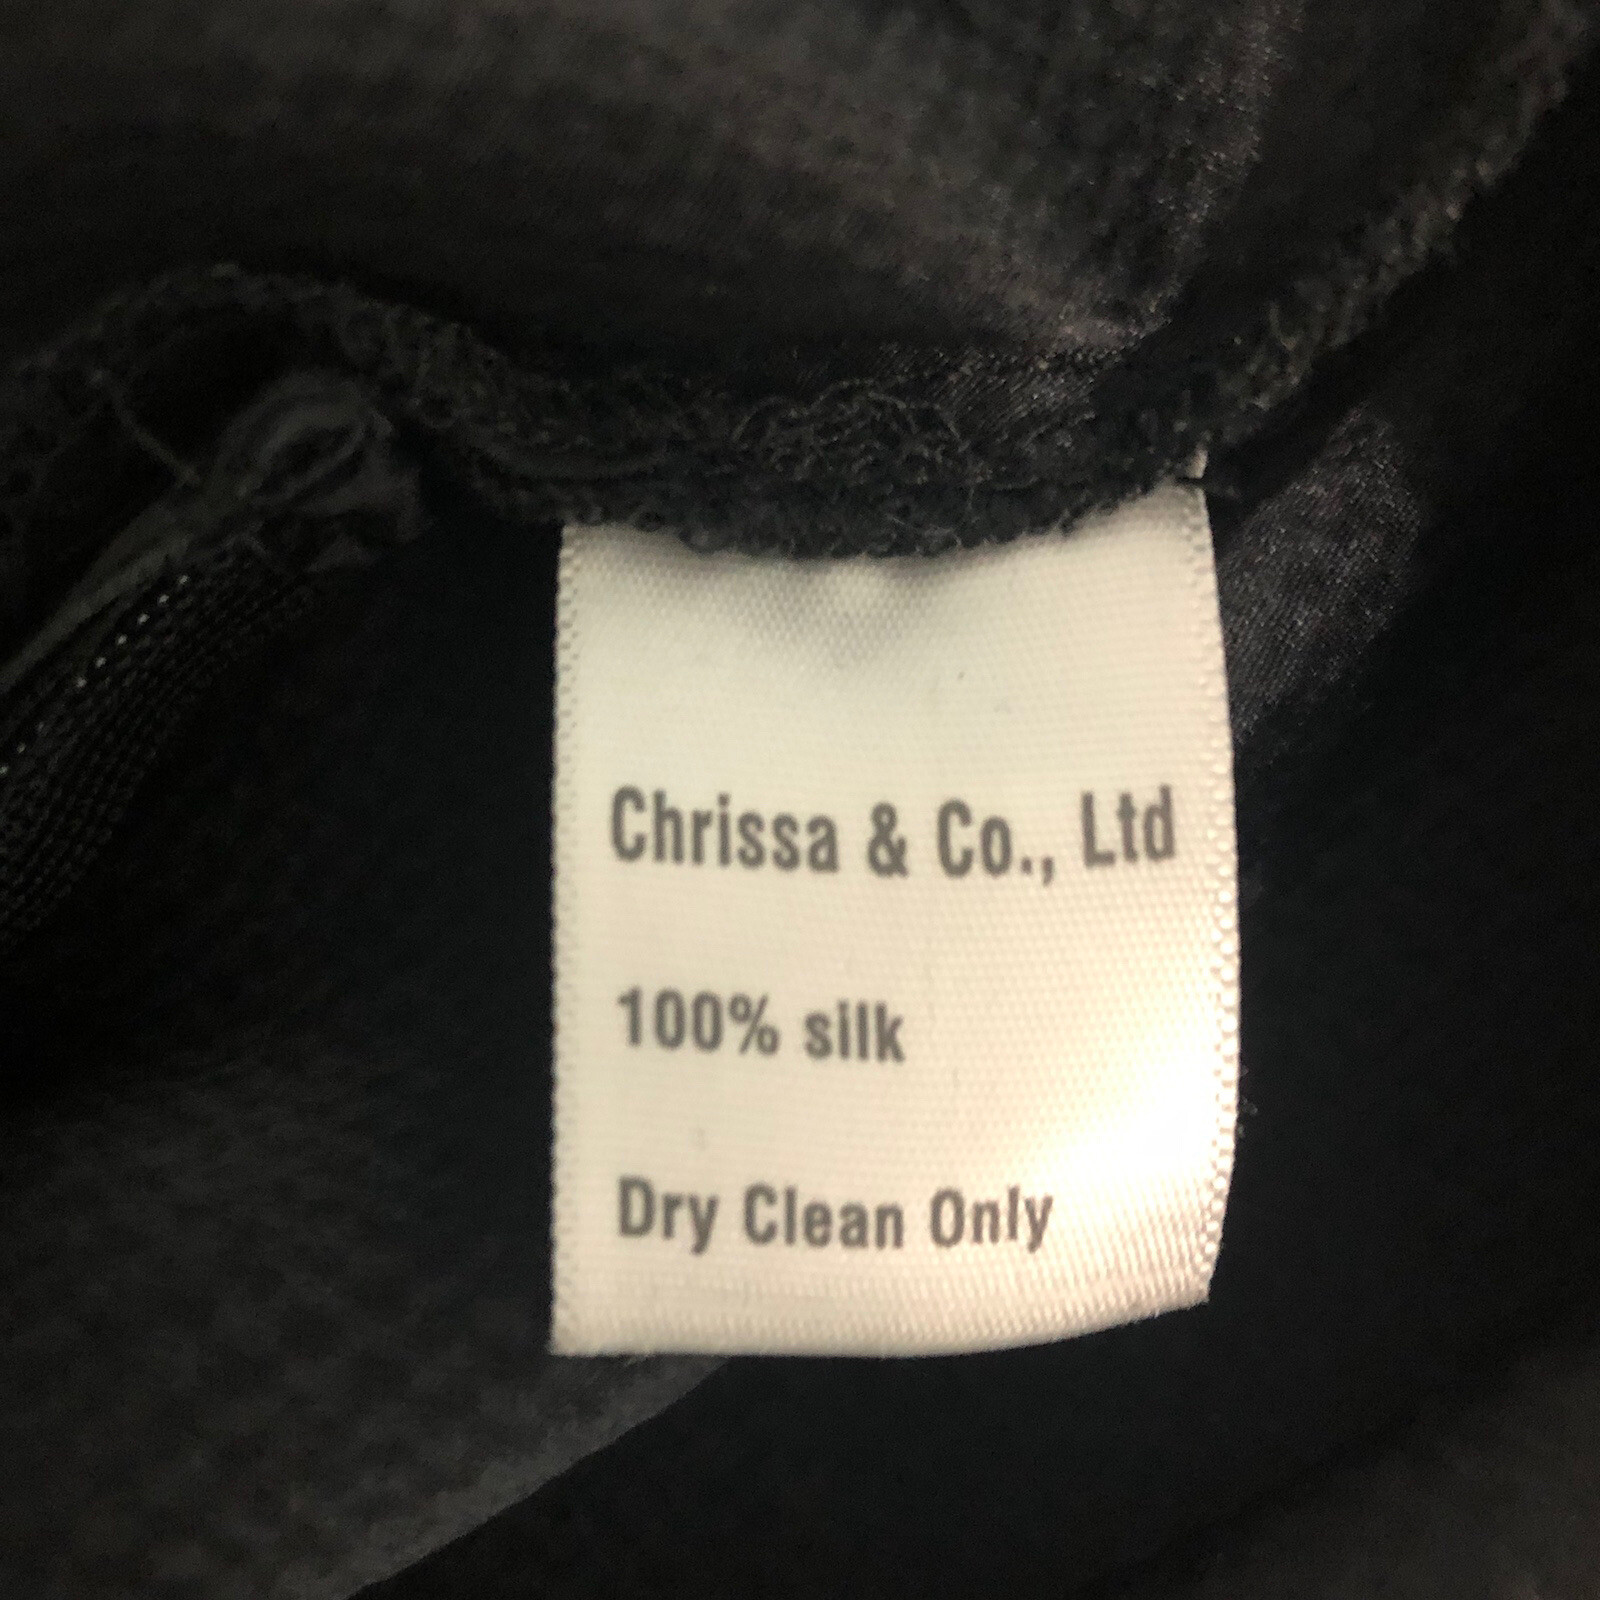 Chrissa & Co., Ltd
100% silk
Dry Clean Only